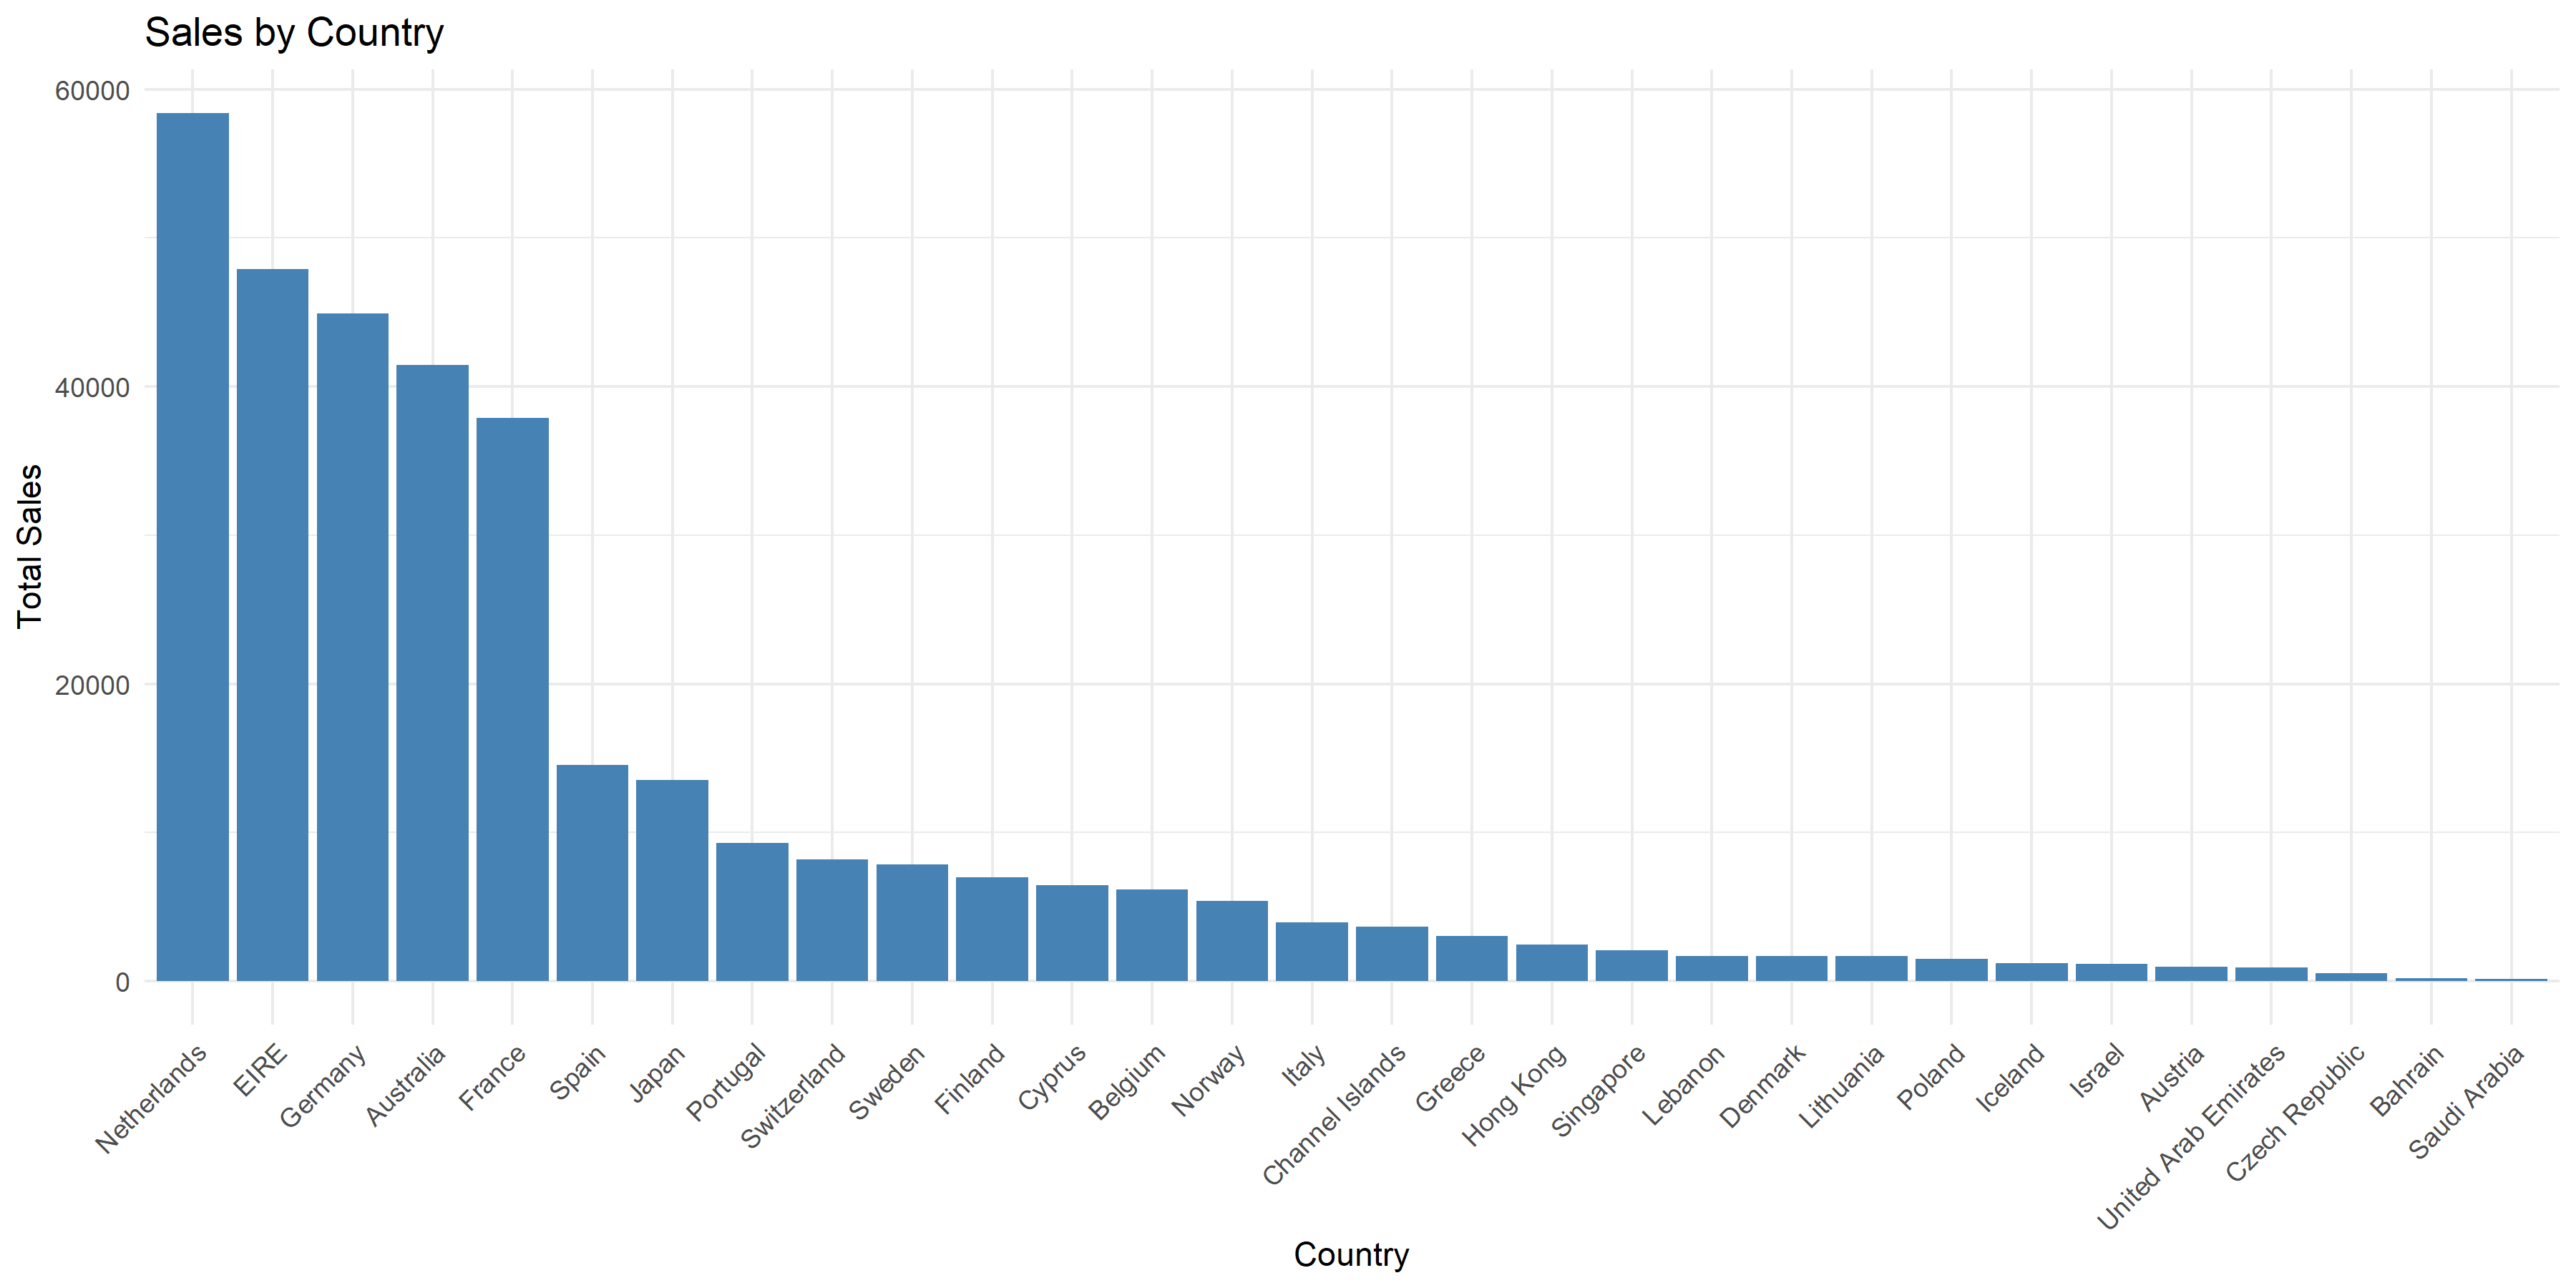 Sales by Country
60000
40000
20000
0
Total Sales
Netherlands
EIRE
Germany
Australia
France
Spain
Japan
Portugal
Switzerland
Sweden
Finland
Cyprus
Belgium
Norway
Italy
Channel Islands
Greece
Hong Kong
Singapore
Lebanon
Denmark
Lithuania
Poland
Iceland
Israel
Austria
United Arab Emirates
Czech Republic
Bahrain
Saudi Arabia
Country